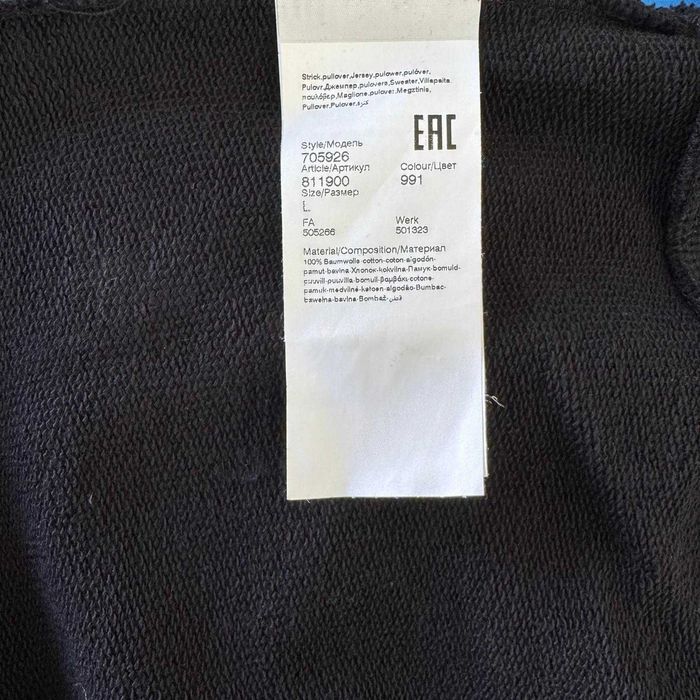 Strick,pullover,Jersey,pulower,pulóver,
Pulovr,Джемпер,pulovera,Sweater,Villapaita
πουλόβερ,Maglione,pulover,Megztinis,
Pullover,Pulover,كنزة
EAC
Style/Модель
705926
Article/Артикул Colour/Цвет
811900 991
Size/Размер
L
FA Werk
505266 501323
Material/Composition/Материал
100% Baumwolle-cotton-coton-algodón-
pamut-bavlna-Хлопок-kokvilna-Памук-bomuld-
puuvill-puuvilla-bomull-βαμβάκι-cotone-
pamuk-medvilnė-katoen-algodão-Bumbac-
bawełna-bavlna-Bombaž-قطن